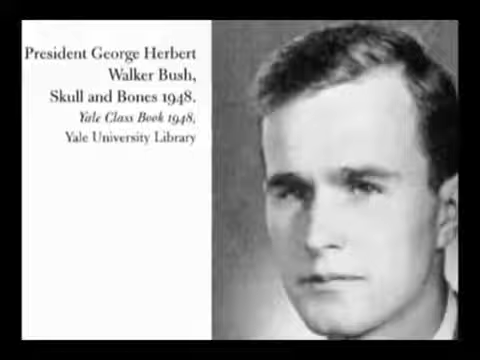 President George Herbert
Walker Bush,
Skull and Bones 1948.
Yale Class Book 1948,
Yale University Library